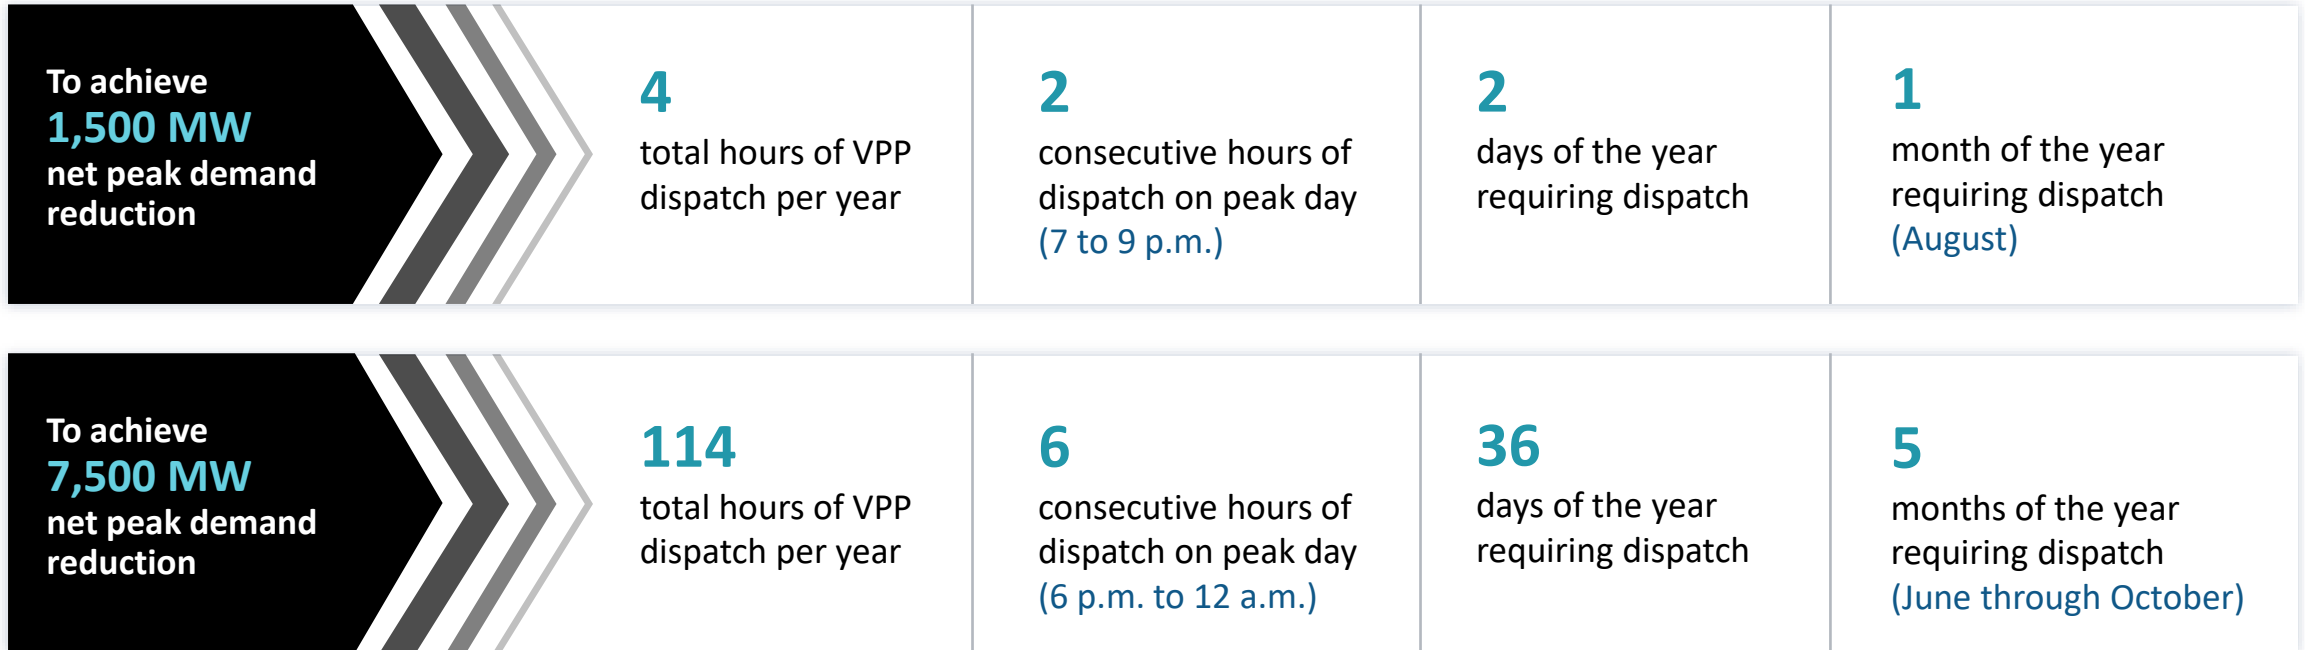 To achieve
1,500 MW
net peak demand
reduction
4
total hours of VPP
dispatch per year
2
consecutive hours of
dispatch on peak day
(7 to 9 p.m.)
2
days of the year
requiring dispatch
1
month of the year
requiring dispatch
(August)
To achieve
7,500 MW
net peak demand
reduction
114
total hours of VPP
dispatch per year
6
consecutive hours of
dispatch on peak day
(6 p.m. to 12 a.m.)
36
days of the year
requiring dispatch
5
months of the year
requiring dispatch
(June through October)